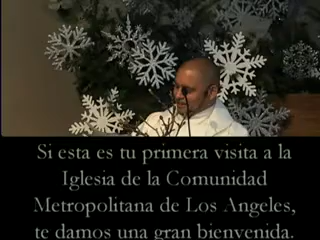 Si esta es tu primera visita a la
Iglesia de la Comunidad
Metropolitana de Los Angeles,
te damos una gran bienvenida.